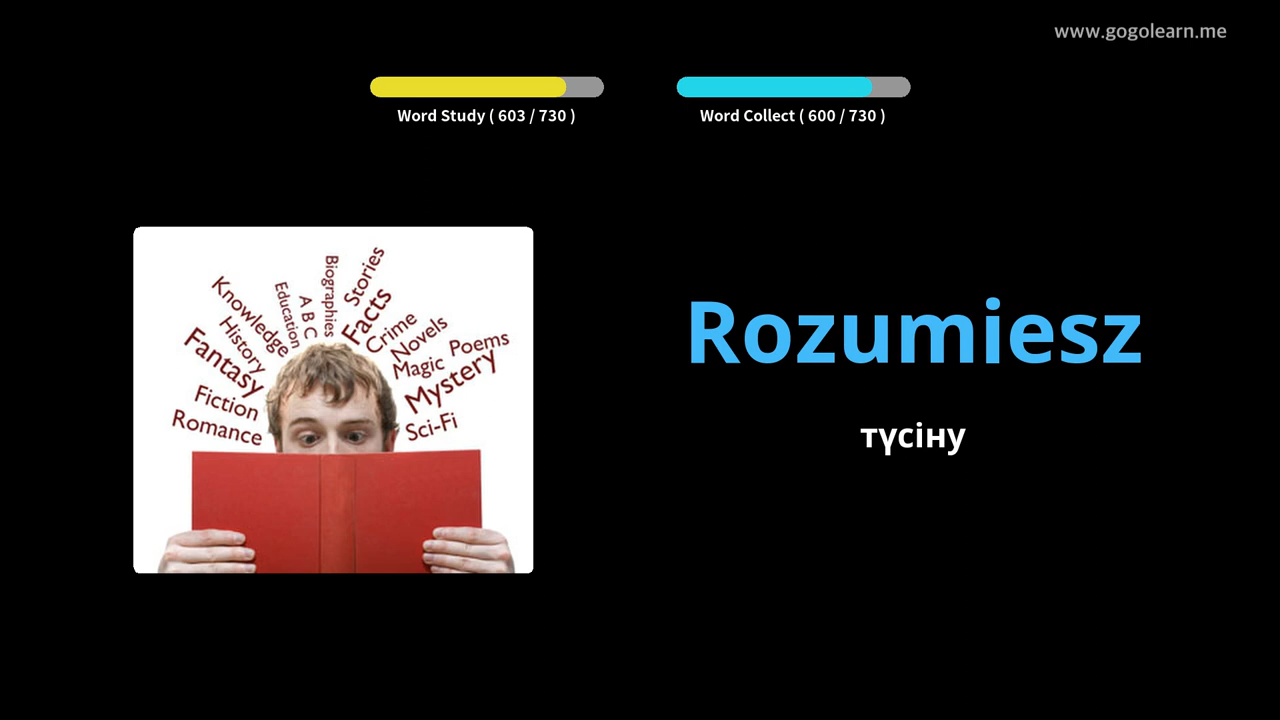 www.gogolearn.me
Word Study ( 603 / 730 )
Word Collect ( 600 / 730 )
Biographies
Stories
Knowledge
Education
A B C
Facts
Crime
History
Novels
Poems
Fantasy
Magic
Mystery
Fiction
Sci-Fi
Romance
Rozumiesz
түсіну